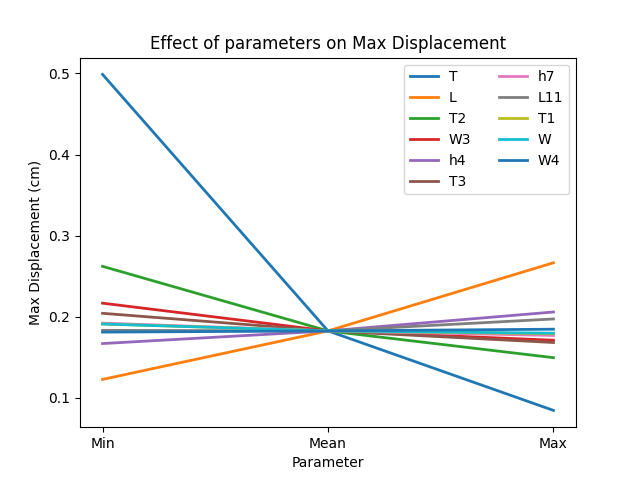 Effect of parameters on Max Displacement
Max Displacement (cm)
0.5
0.4
0.3
0.2
0.1
T
L
T2
W3
h4
T3
h7
L11
T1
W
W4
Min
Mean
Max
Parameter